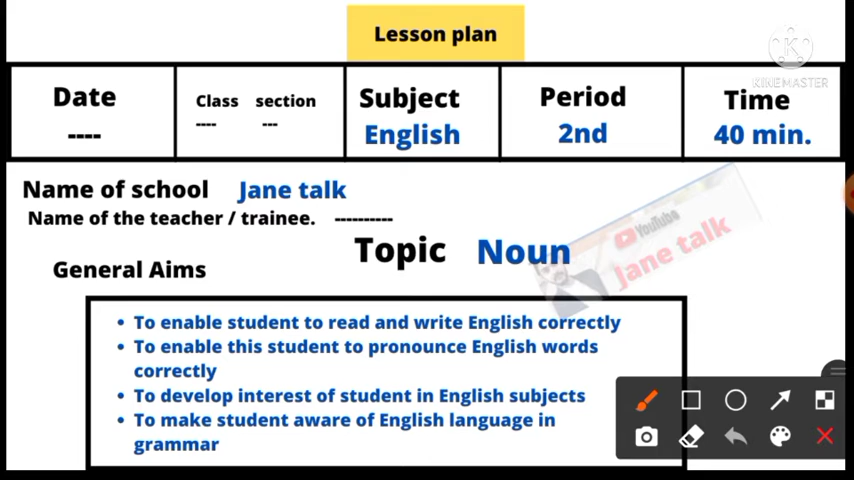 Lesson plan
KINEMASTER
Date
Class section
Subject
Period
Time
----
---- ---
English
2nd
40 min.
Name of school Jane talk
Name of the teacher / trainee. ----------
YouTube
Jane talk
Topic Noun
General Aims
• To enable student to read and write English correctly
• To enable this student to pronounce English words
correctly
• To develop interest of student in English subjects
• To make student aware of English language in
grammar